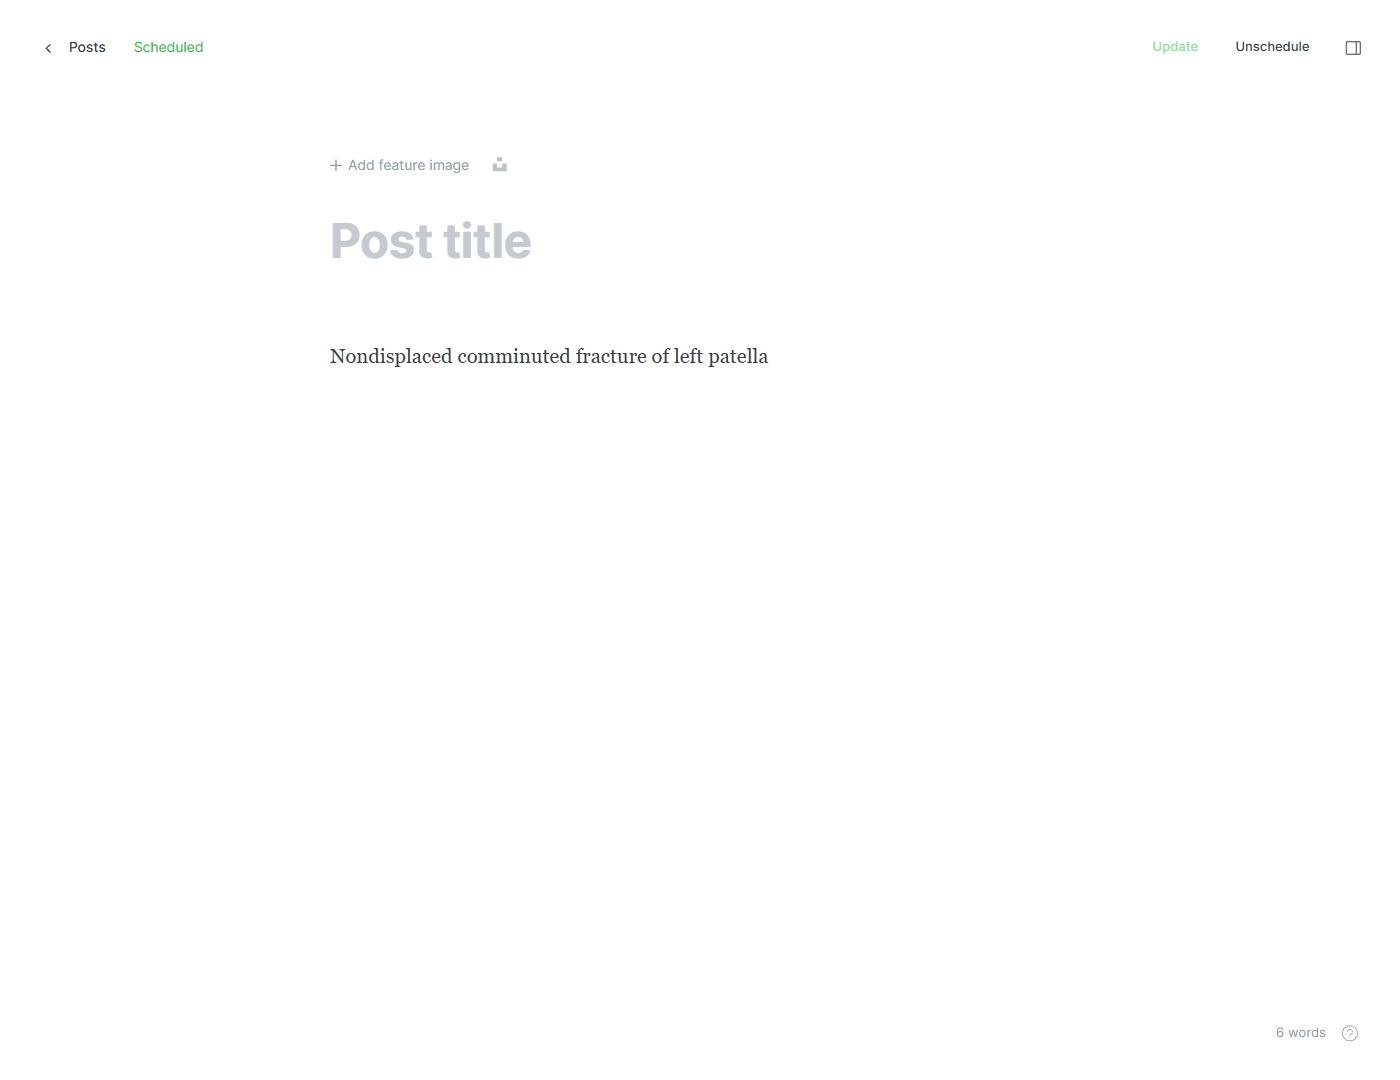 Posts
Scheduled
Update
Unschedule
Add feature image
Post title
Nondisplaced comminuted fracture of left patella
6 words